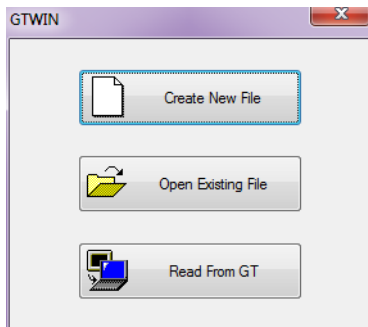 GTWIN
Create New File
Open Existing File
Read From GT